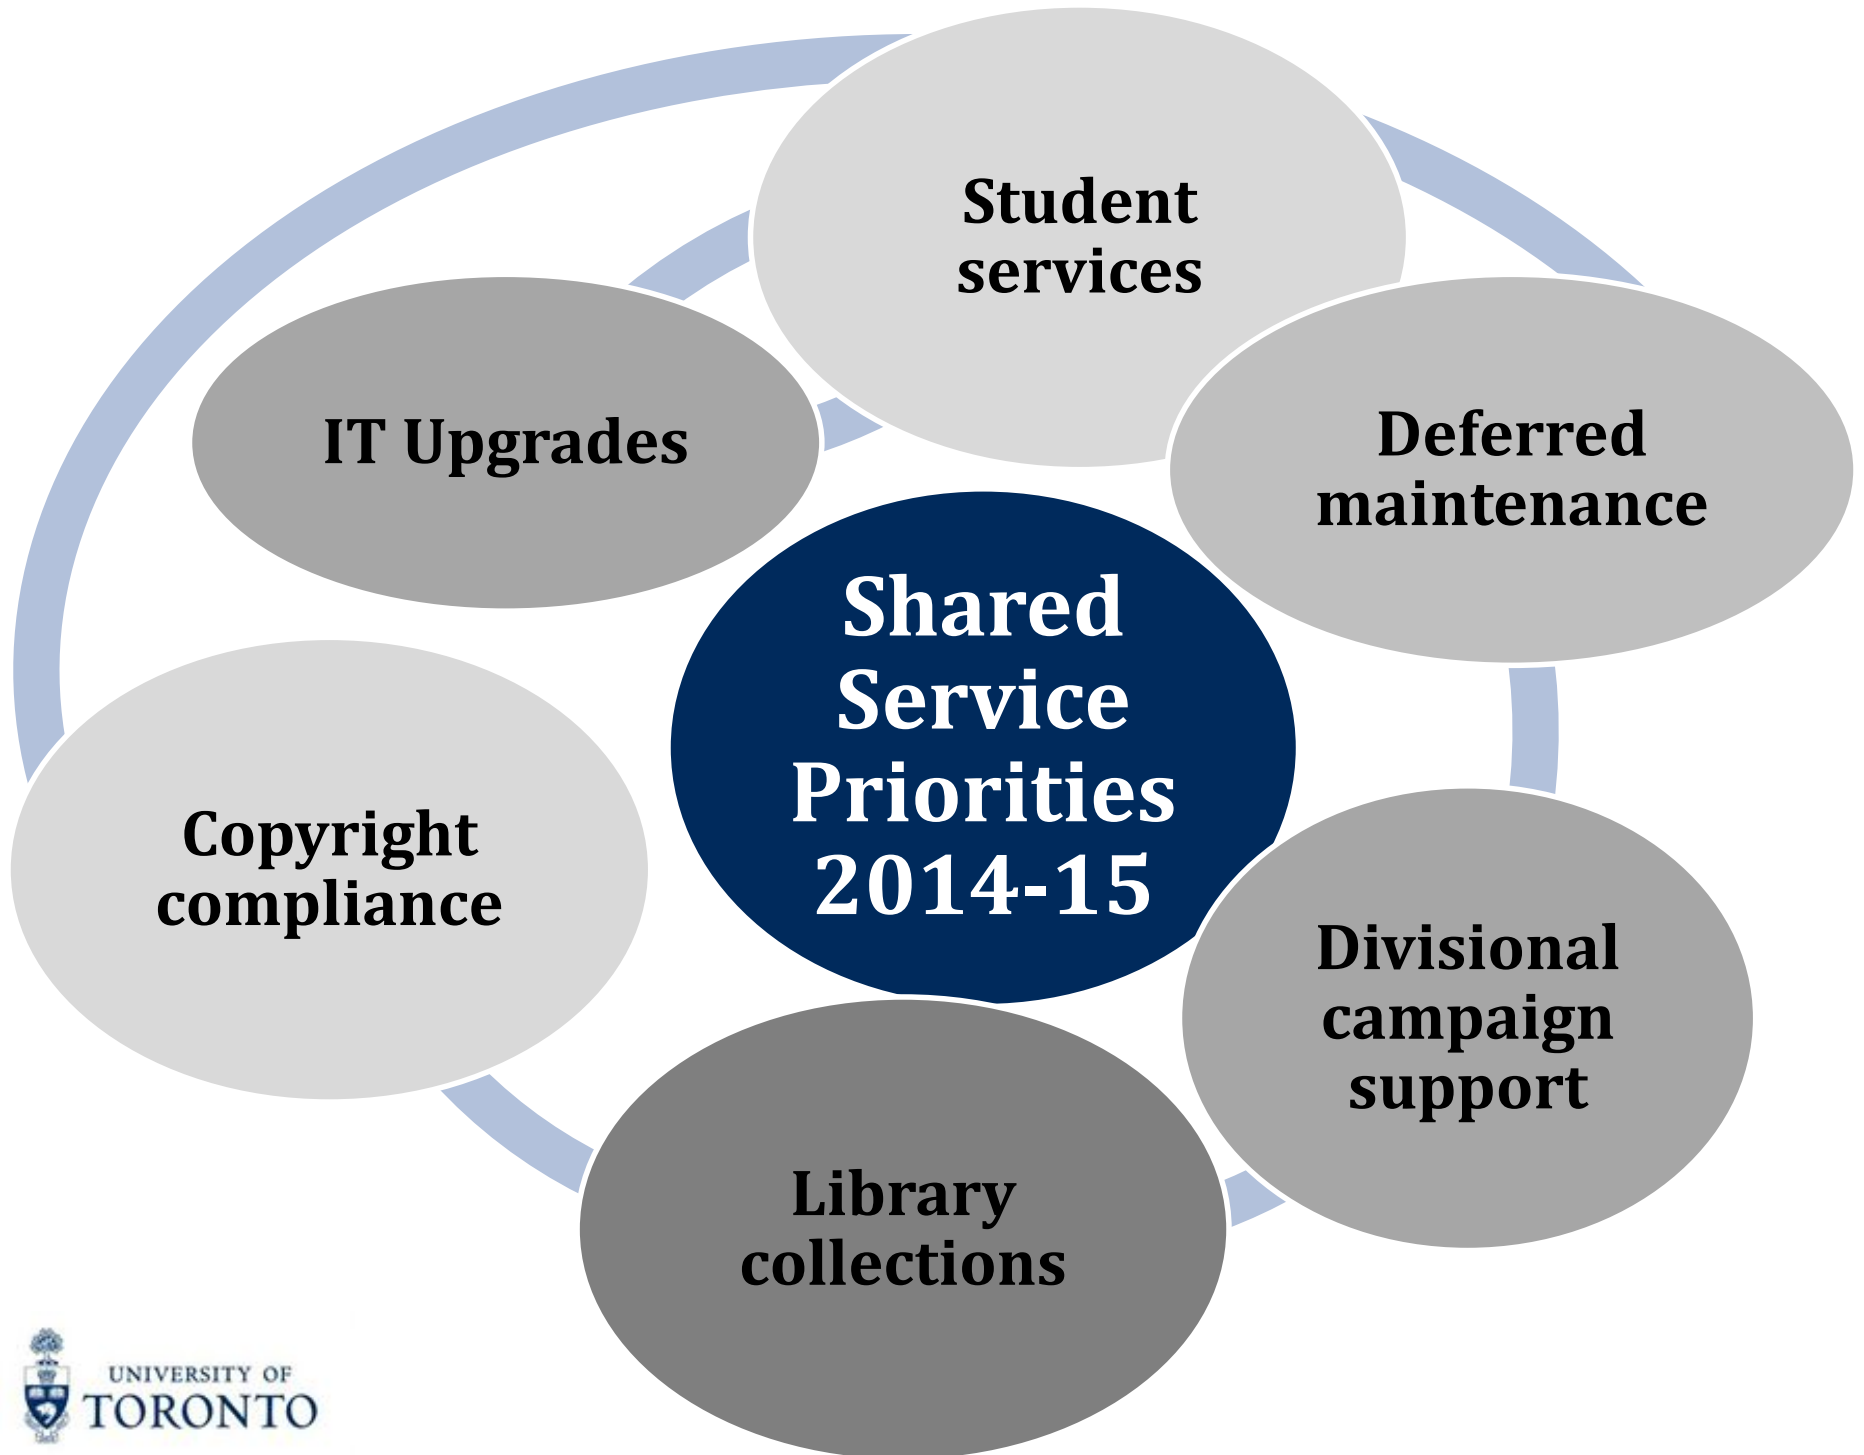 Student
services
IT Upgrades
Deferred
maintenance
Shared
Service
Priorities
2014-15
Copyright
compliance
Divisional
campaign
support
Library
collections
UNIVERSITY OF
TORONTO